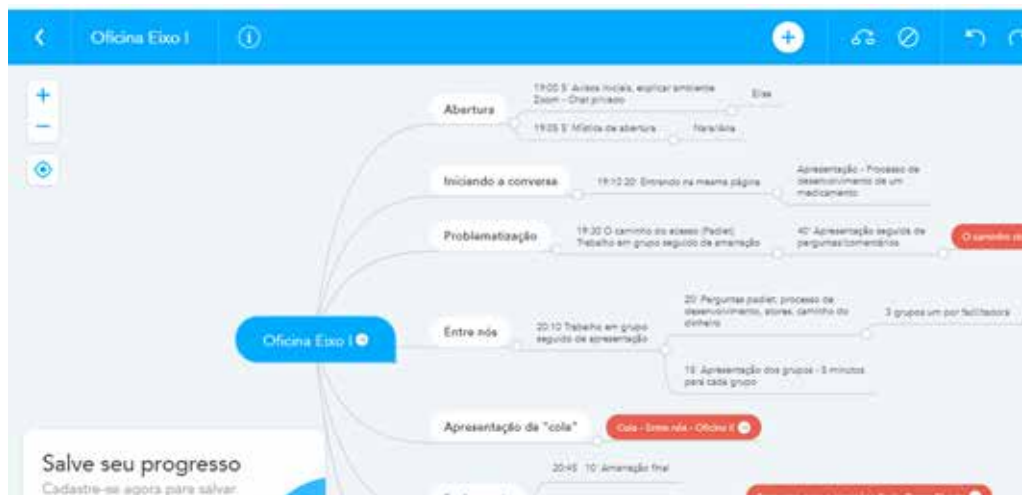 Oficina Eixo I
Abertura
19:00 5' Avisos iniciais, explicar ambiente
Zoom - Chat privado
Elas
19:05 5' Mística de abertura
Nara/Ana
Iniciando a conversa
19:10 20' Entrando na mesma página
Apresentação - Processo de
desenvolvimento de um
medicamento
Problematização
19:30 O caminho do acesso (Padlet)
Trabalho em grupo seguido de amarração
40' Apresentação seguida de
perguntas/comentários
O caminho do
Oficina Eixo I
Entre nós
20:10 Trabalho em grupo
seguido de apresentação
20' Perguntas padlet, processo de
desenvolvimento, atores, caminho do
dinheiro
3 grupos um por facilitadora
15' Apresentação dos grupos - 5 minutos
para cada grupo
Apresentação de "cola"
Cola - Entre nós - Oficina II
20:45 10' Amarração final
Salve seu progresso
Cadastre-se agora para salvar